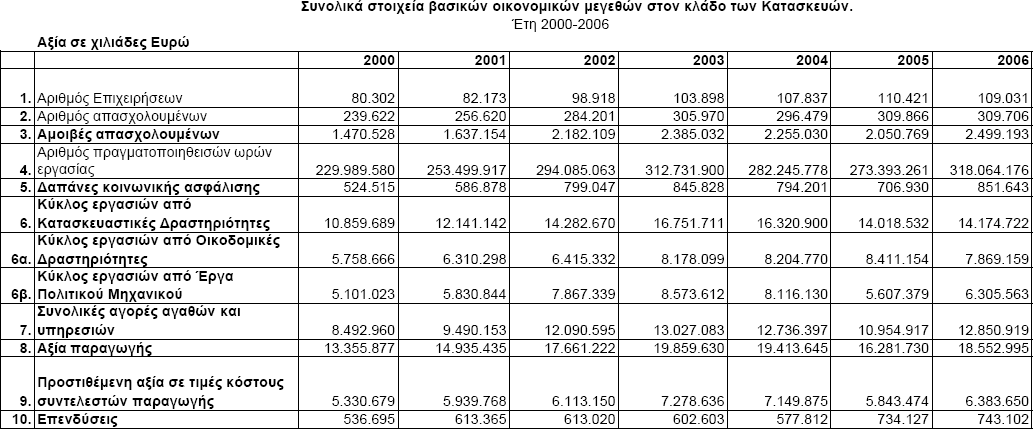 Συνολικά στοιχεία βασικών οικονομικών μεγεθών στον κλάδο των Κατασκευών.
Έτη 2000-2006
Αξία σε χιλιάδες Ευρώ
2000 2001 2002 2003 2004 2005 2006
1. Αριθμός Επιχειρήσεων 80.302 82.173 98.918 103.898 107.837 110.421 109.031
2. Αριθμός απασχολουμένων 239.622 256.620 284.201 305.970 296.479 309.866 309.706
3. Αμοιβές απασχολουμένων 1.470.528 1.637.154 2.182.109 2.385.032 2.255.030 2.050.769 2.499.193
Αριθμός πραγματοποιηθεισών ωρών
4. εργασίας 229.989.580 253.499.917 294.085.063 312.731.900 282.245.778 273.393.261 318.064.176
5. Δαπάνες κοινωνικής ασφάλισης 524.515 586.878 799.047 845.828 794.201 706.930 851.643
Κύκλος εργασιών από
6. Κατασκευαστικές Δραστηριότητες 10.859.689 12.141.142 14.282.670 16.751.711 16.320.900 14.018.532 14.174.722
Κύκλος εργασιών από Οικοδομικές
6α. Δραστηριότητες 5.758.666 6.310.298 6.415.332 8.178.099 8.204.770 8.411.154 7.869.159
Κύκλος εργασιών από Έργα
6β. Πολιτικού Μηχανικού 5.101.023 5.830.844 7.867.339 8.573.612 8.116.130 5.607.379 6.305.563
Συνολικές αγορές αγαθών και
7. υπηρεσιών 8.492.960 9.490.153 12.090.595 13.027.083 12.736.397 10.954.917 12.850.919
8. Αξία παραγωγής 13.355.877 14.935.435 17.661.222 19.859.630 19.413.645 16.281.730 18.552.995
Προστιθέμενη αξία σε τιμές κόστους
9. συντελεστών παραγωγής 5.330.679 5.939.768 6.113.150 7.278.636 7.149.875 5.843.474 6.383.650
10. Επενδύσεις 536.695 613.365 613.020 602.603 577.812 734.127 743.102